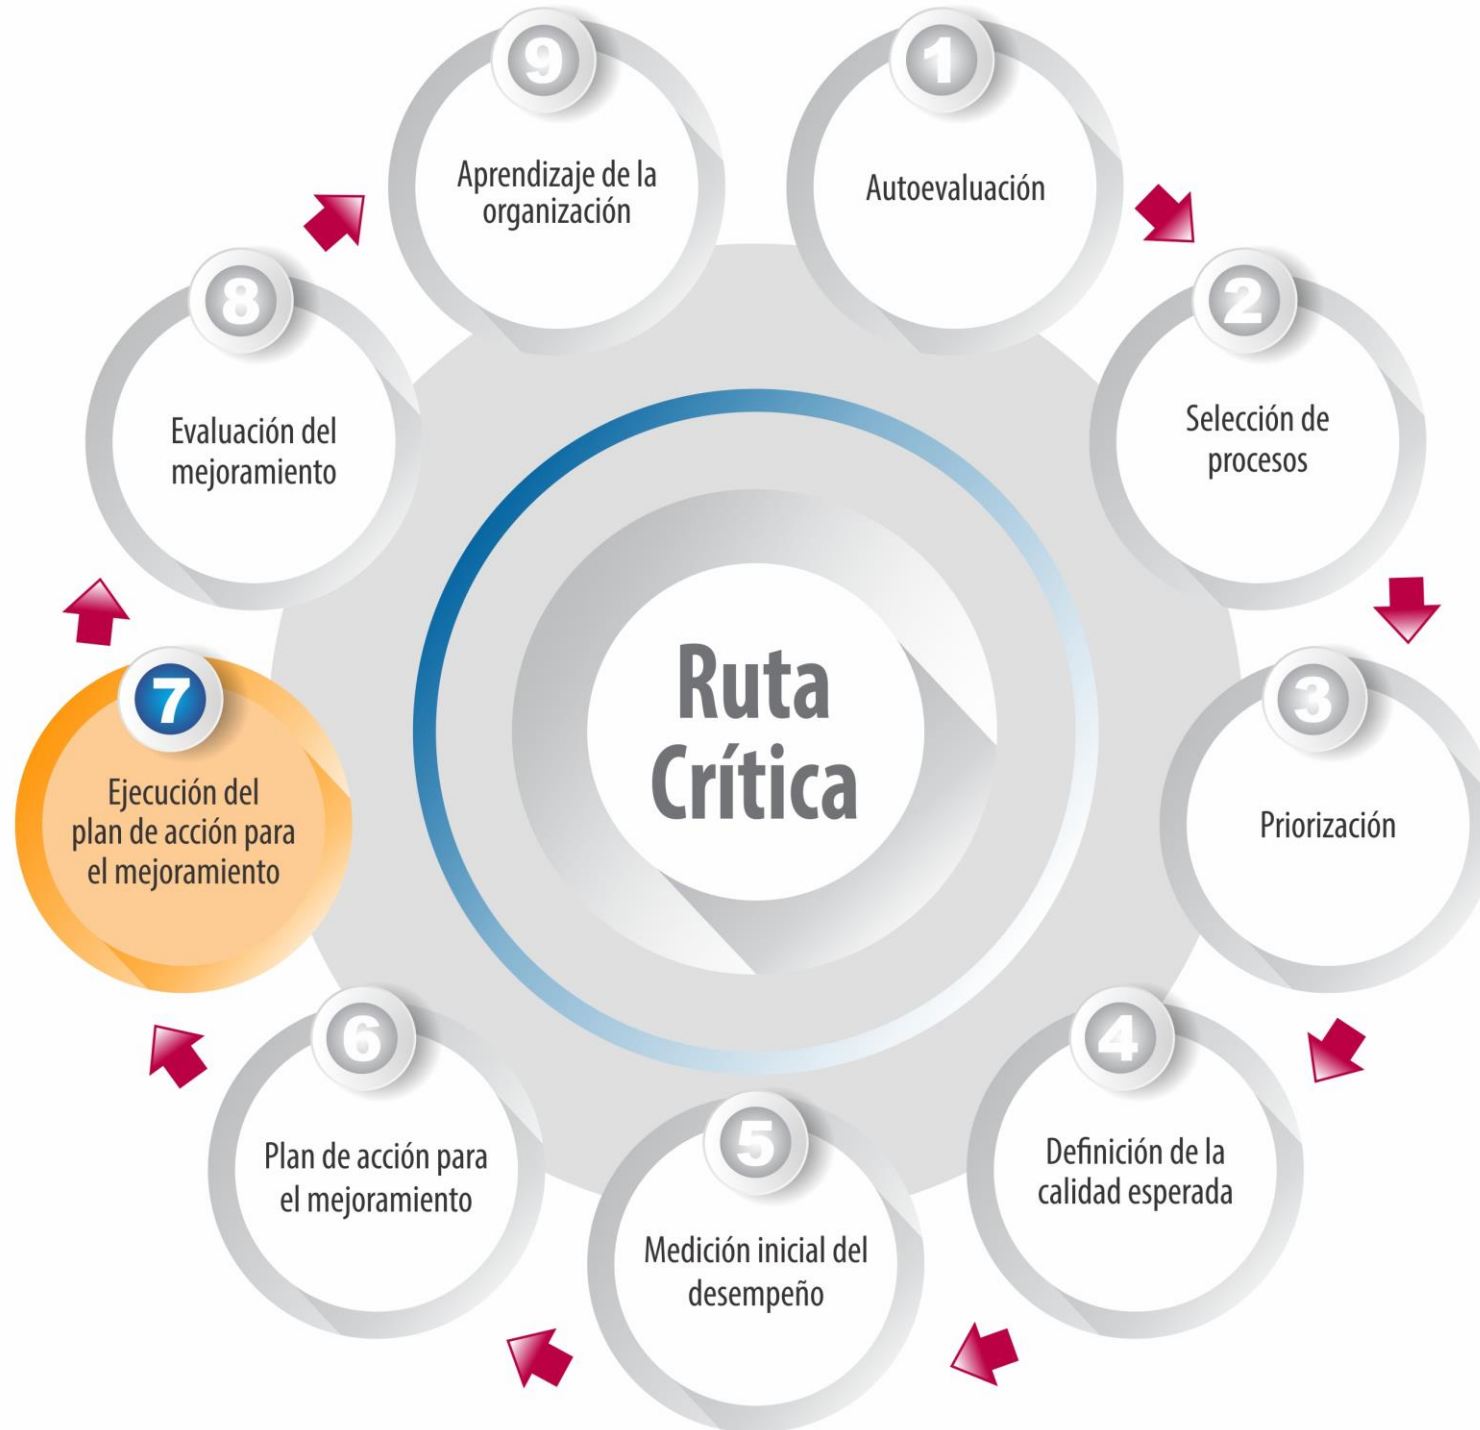 Ruta
Crítica
1
Autoevaluación
2
Selección de
procesos
3
Priorización
4
Definición de la
calidad esperada
5
Medición inicial del
desempeño
6
Plan de acción para
el mejoramiento
7
Ejecución del
plan de acción para
el mejoramiento
8
Evaluación del
mejoramiento
9
Aprendizaje de la
organización